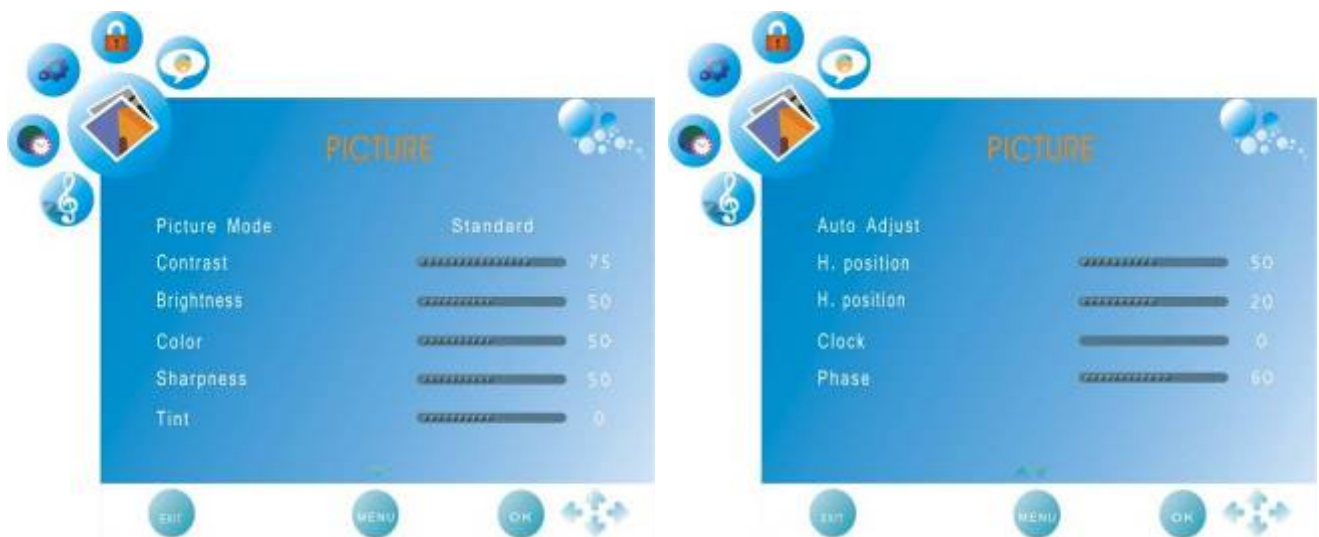 PICTURE
Picture Mode Standard
Contrast 75
Brightness 50
Color 50
Sharpness 50
Tint 0
EXIT MENU OK
PICTURE
Auto Adjust
H. position 50
H. position 20
Clock 0
Phase 60
EXIT MENU OK